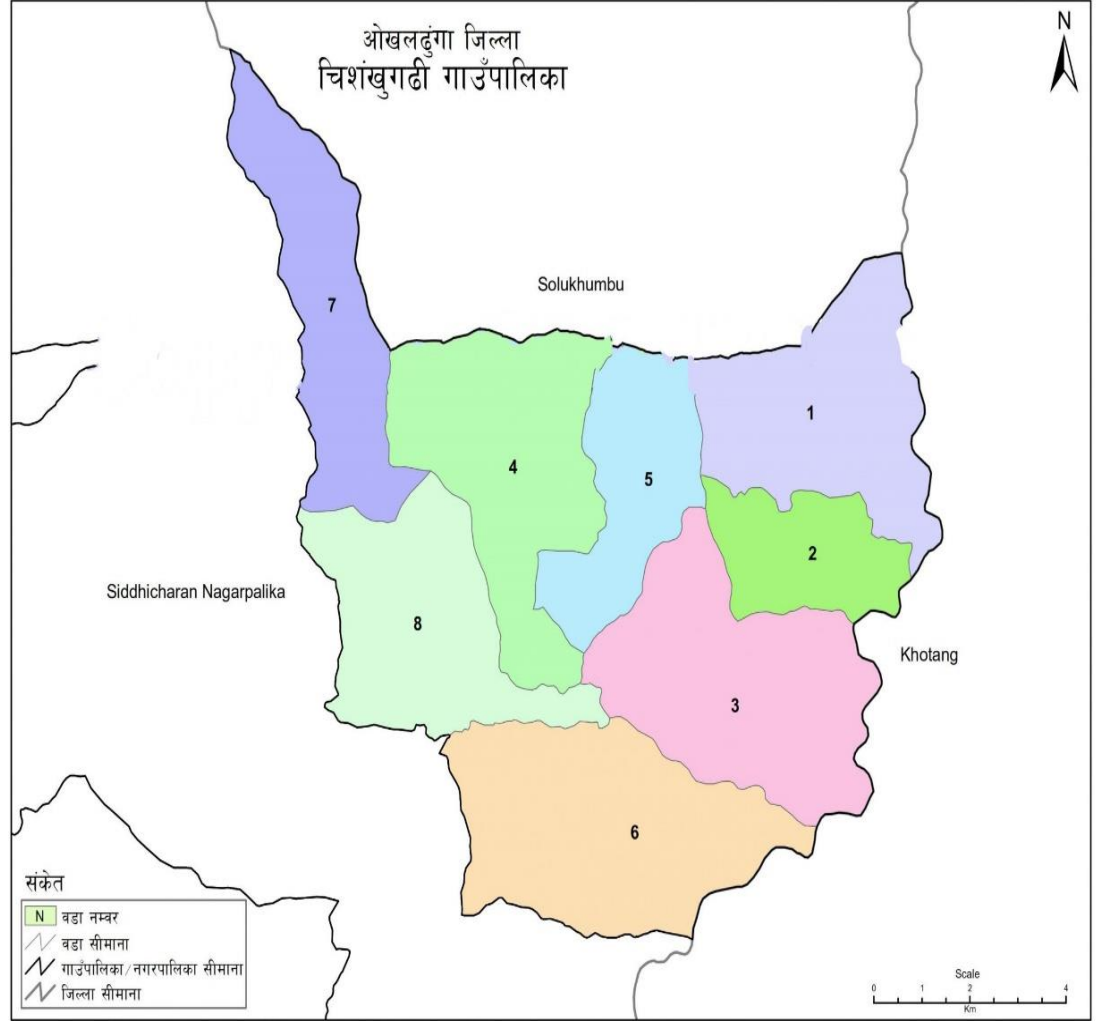 ओखलढुंगा जिल्ला
चिशंखुगढी गाउँपालिका
N
Solukhumbu
7
1
4
5
2
Siddhicharan Nagarpalika
8
Khotang
3
6
संकेत
N वडा नम्बर
वडा सीमाना
गाउँपालिका/नगरपालिका सीमाना
जिल्ला सीमाना
Scale
0 1 2 4
Km